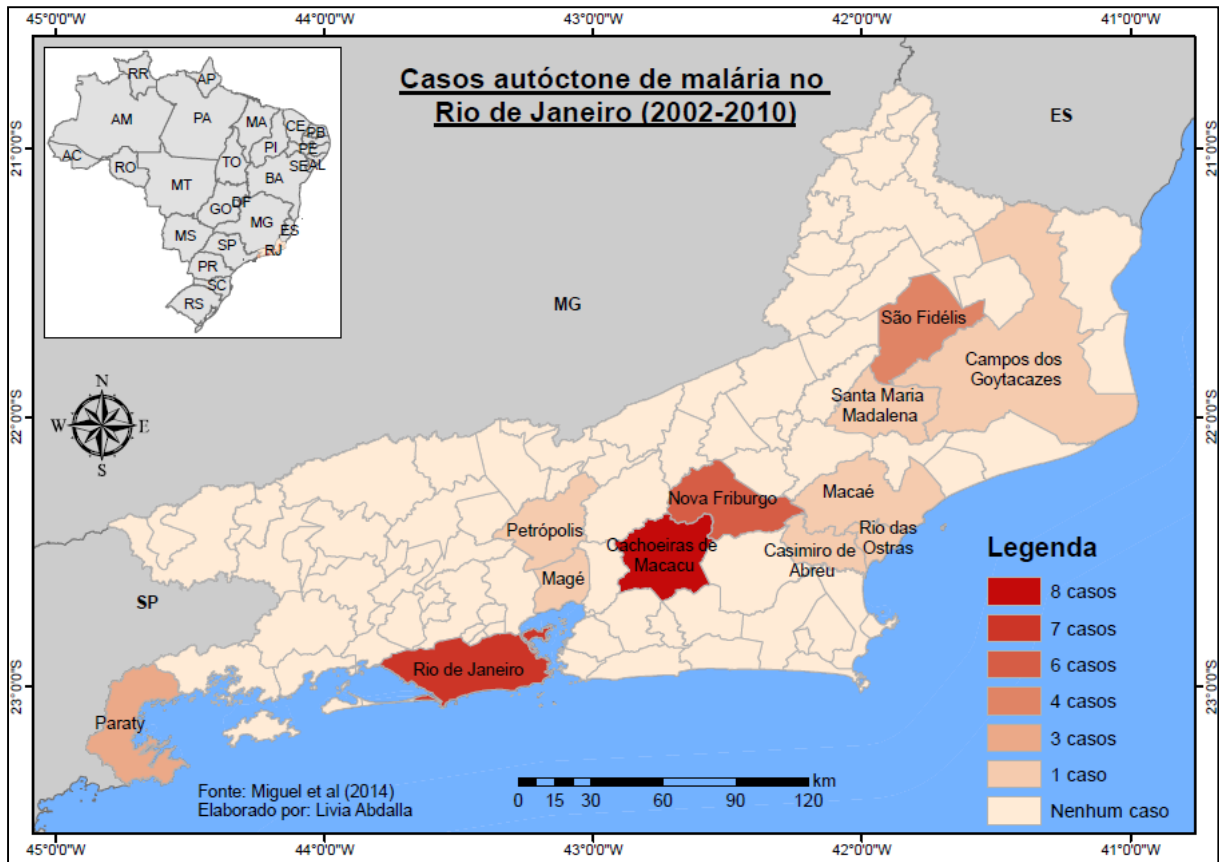 45°0'0"W
44°0'0"W
43°0'0"W
42°0'0"W
41°0'0"W
Casos autóctone de malária no
Rio de Janeiro (2002-2010)
RR
AP
AM
PA
MA
CE
PB
PE
AL
SE
PI
AC
RO
TO
BA
MT
GO
DF
MG
ES
MS
SP
RJ
PR
SC
RS
ES
MG
SP
21°0'0"S
21°0'0"S
22°0'0"S
22°0'0"S
23°0'0"S
23°0'0"S
N
W
E
S
São Fidélis
Campos dos
Goytacazes
Santa Maria
Madalena
Nova Friburgo
Macaé
Petrópolis
Cachoeiras de
Macacu
Rio das
Ostras
Casimiro de
Abreu
Magé
Rio de Janeiro
Paraty
Legenda
8 casos
7 casos
6 casos
4 casos
3 casos
1 caso
Nenhum caso
Fonte: Miguel et al (2014)
Elaborado por: Livia Abdalla
km
0 15 30 60 90 120
45°0'0"W
44°0'0"W
43°0'0"W
42°0'0"W
41°0'0"W